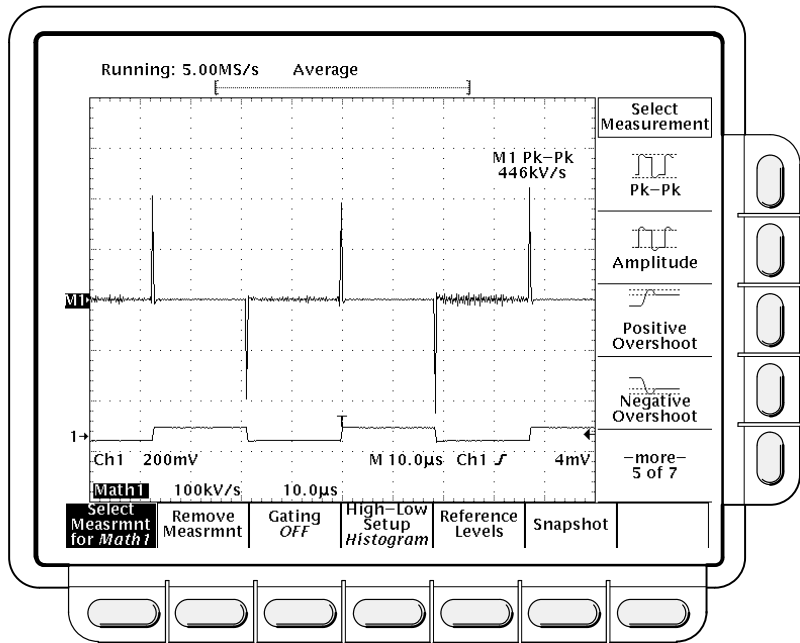 Running: 5.00MS/s Average
Select
Measurement
M1 Pk–Pk
446kV/s
Pk–Pk
Amplitude
M1
Positive
Overshoot
Negative
Overshoot
T
1
Ch1 200mV M 10.0µs Ch1 4mV
–more–
5 of 7
Math1 100kV/s 10.0µs
Select
Measrmnt
for Math1
Remove
Measrmnt
Gating
OFF
High–Low
Setup
Histogram
Reference
Levels
Snapshot